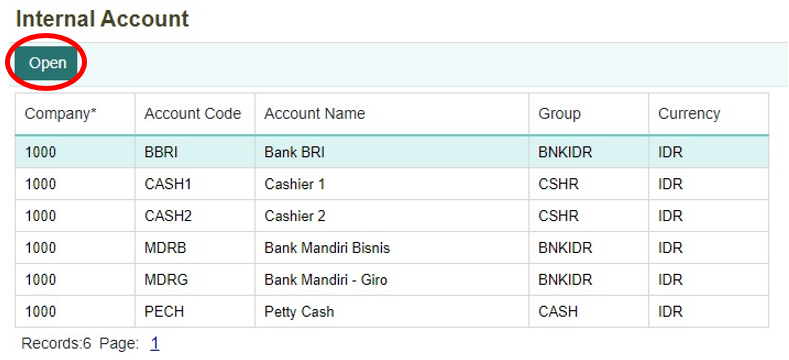 Internal Account
Open
Company* Account Code Account Name Group Currency
1000 BBRI Bank BRI BNKIDR IDR
1000 CASH1 Cashier 1 CSHR IDR
1000 CASH2 Cashier 2 CSHR IDR
1000 MDRB Bank Mandiri Bisnis BNKIDR IDR
1000 MDRG Bank Mandiri - Giro BNKIDR IDR
1000 PECH Petty Cash CASH IDR
Records:6 Page: 1